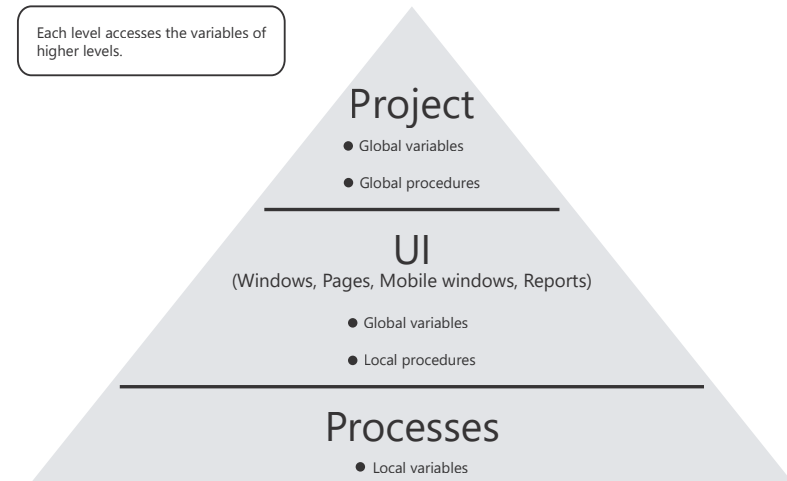 Each level accesses the variables of
higher levels.
Project
● Global variables
● Global procedures
UI
(Windows, Pages, Mobile windows, Reports)
● Global variables
● Local procedures
Processes
● Local variables